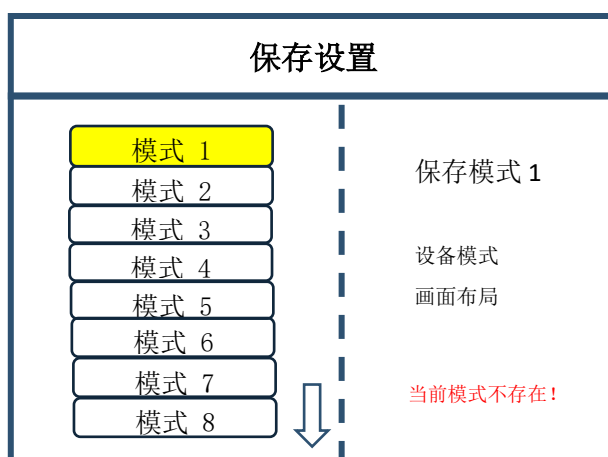 保存设置
模式 1
模式 2
模式 3
模式 4
模式 5
模式 6
模式 7
模式 8
保存模式 1
设备模式
画面布局
当前模式不存在！